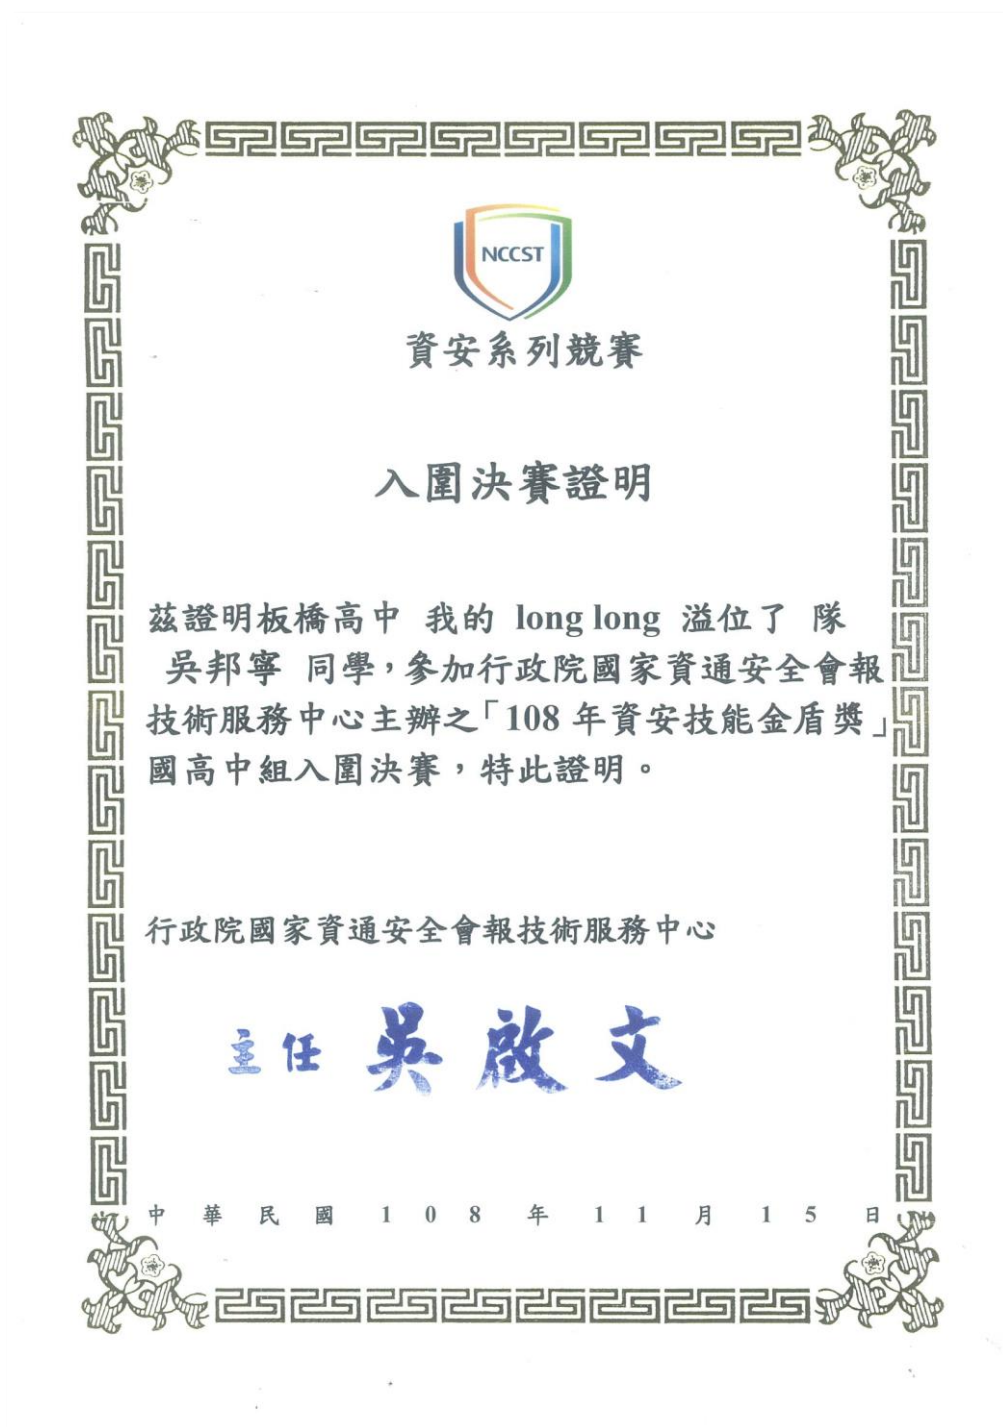 NCCST
資安系列競賽
入圍決賽證明
茲證明板橋高中 我的 long long 溢位了 隊
吳邦寧 同學，參加行政院國家資通安全會報
技術服務中心主辦之「108 年資安技能金盾獎」
國高中組入圍決賽，特此證明。
行政院國家資通安全會報技術服務中心
主任 吳啟文
中華民國108年11月15日